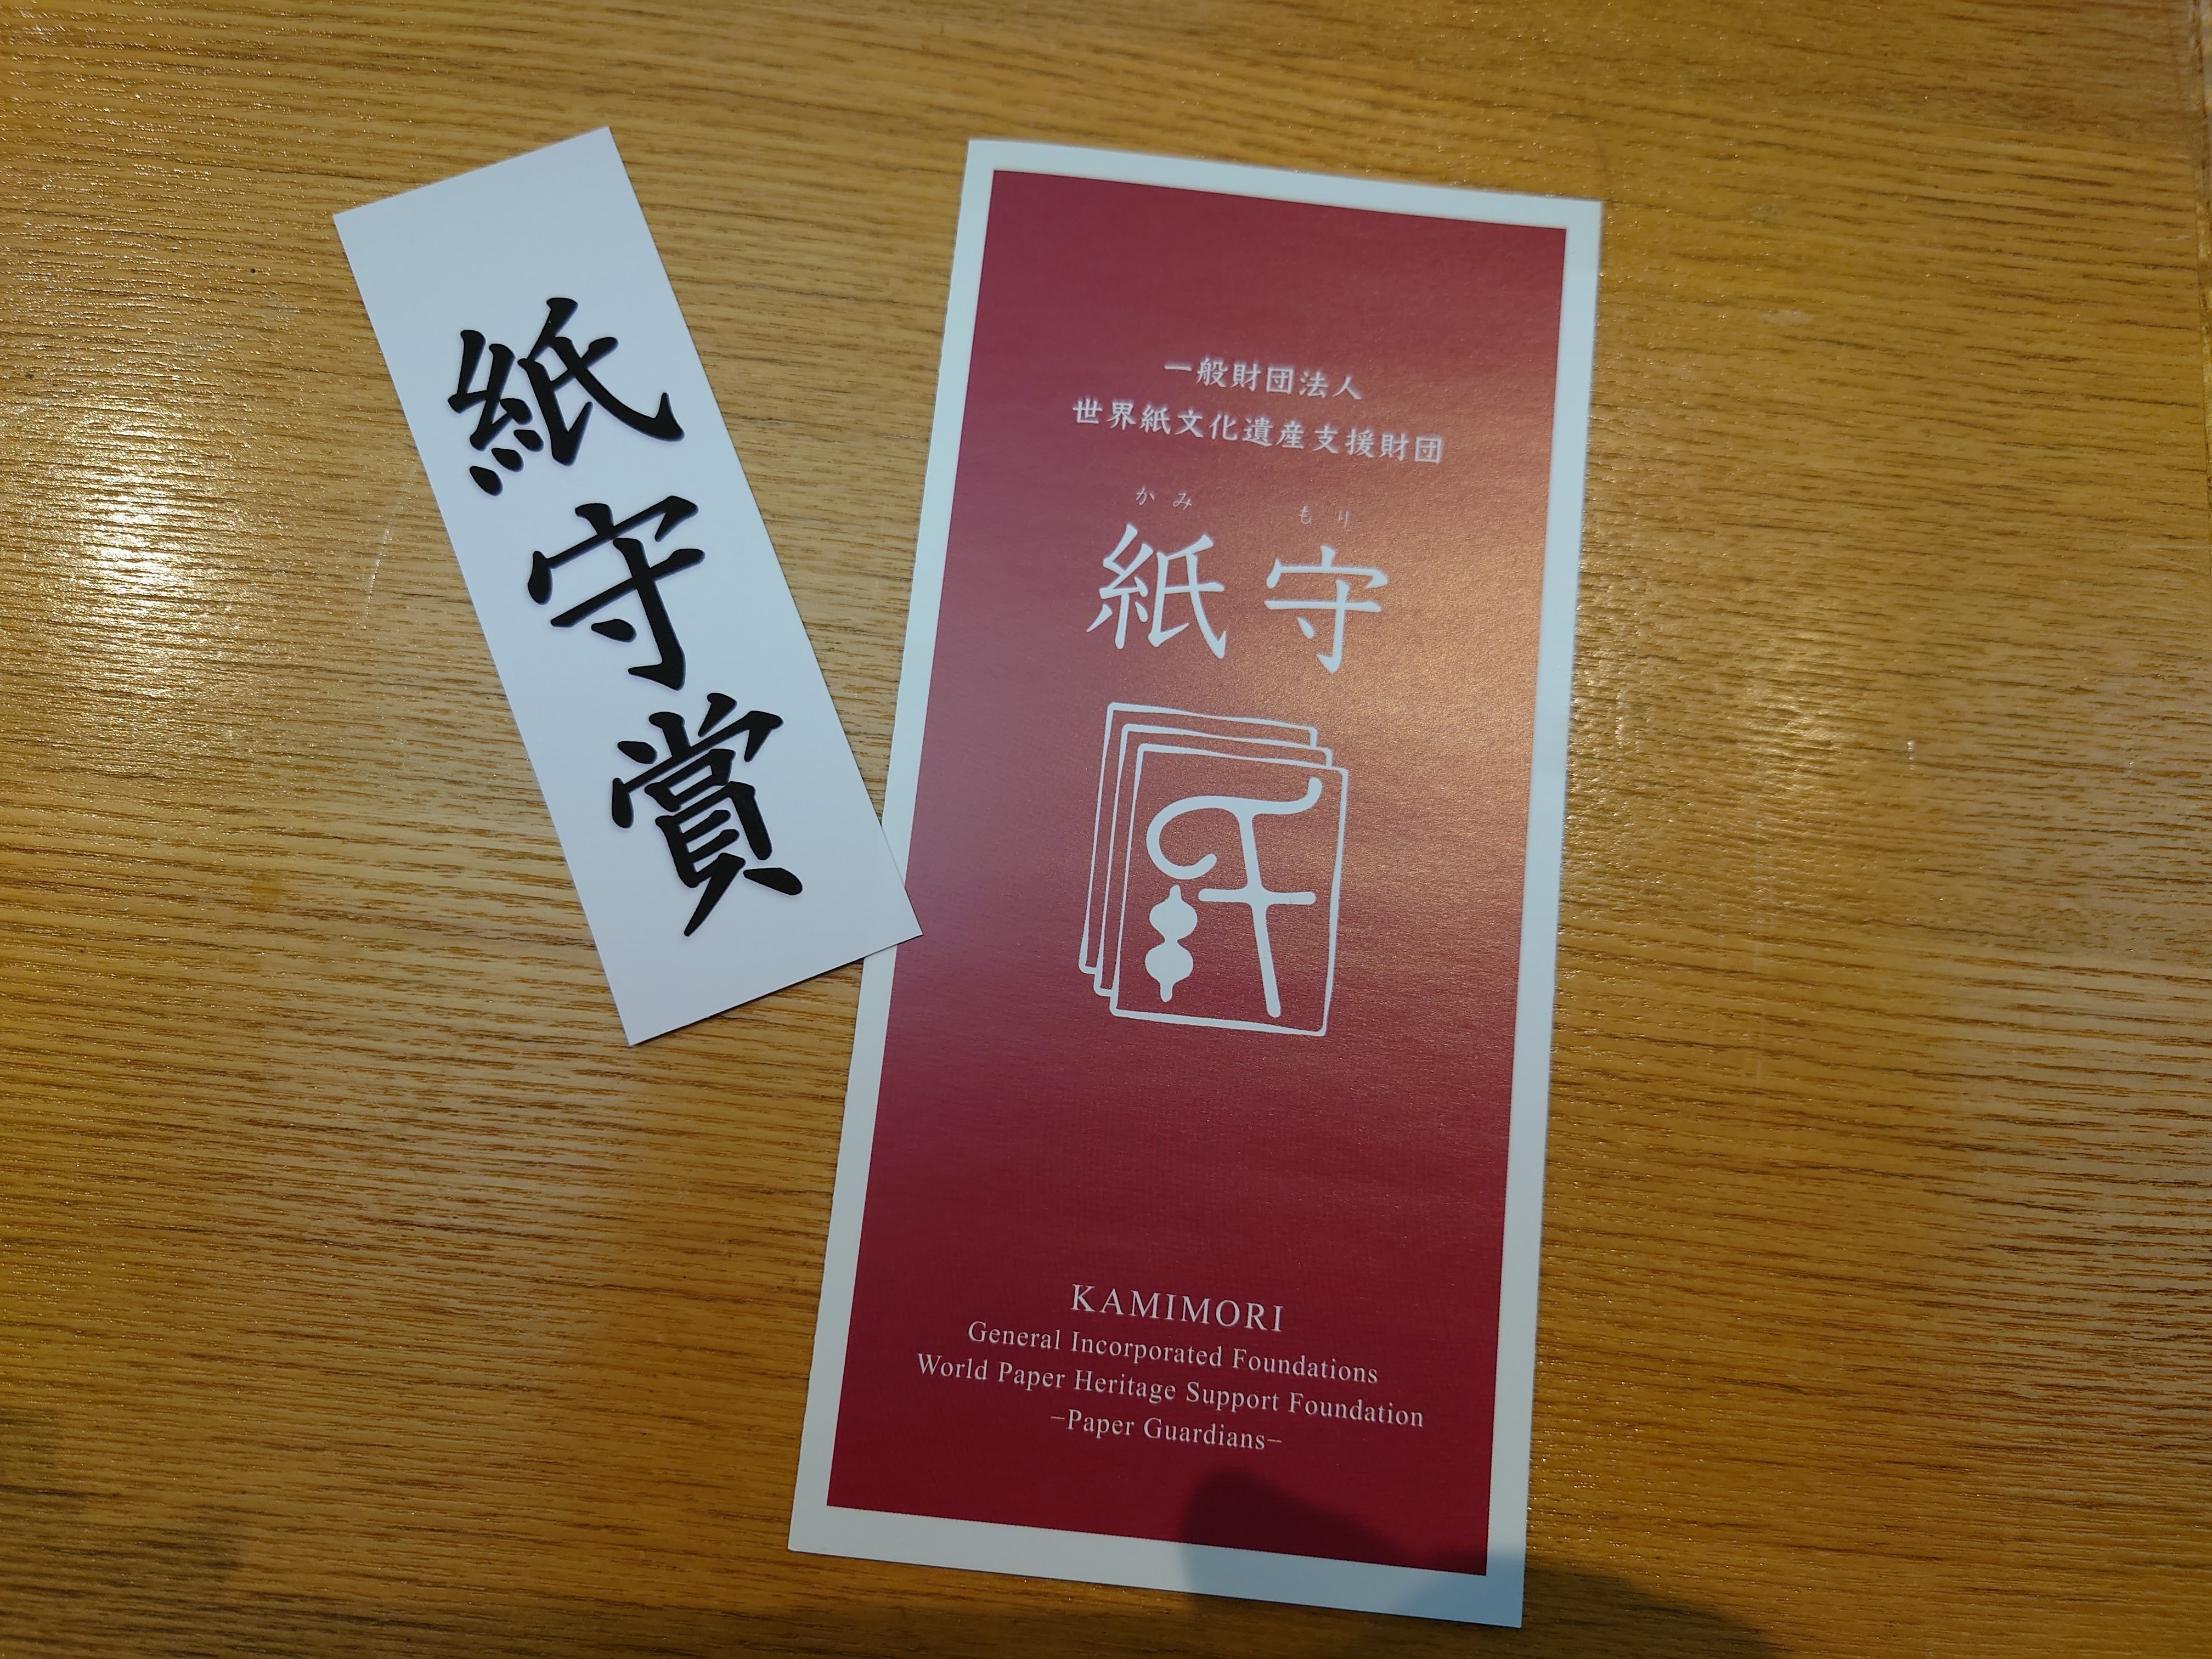 紙守賞
一般財団法人
世界紙文化遺産支援財団
かみ もり
紙守
KAMIMORI
General Incorporated Foundations
World Paper Heritage Support Foundation
–Paper Guardians–